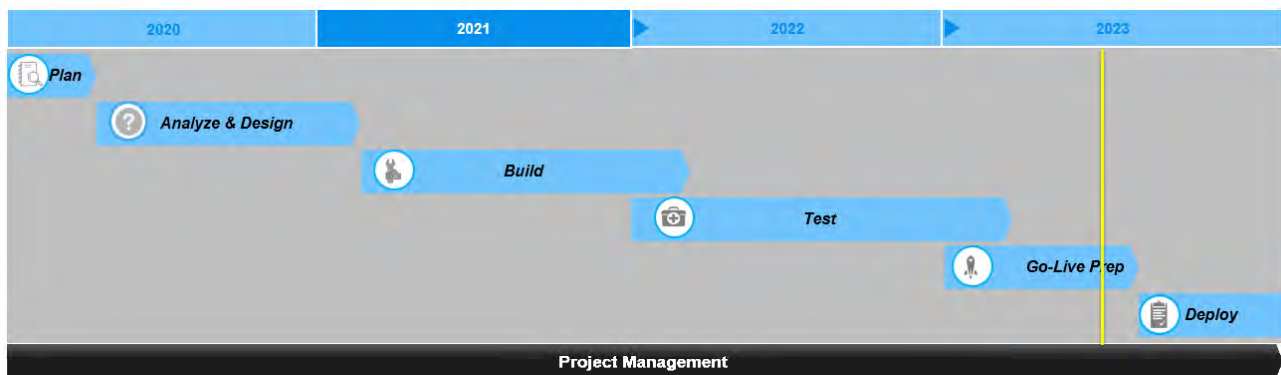 2020
2021
2022
2023
Plan
Analyze & Design
Build
Test
Go-Live Prep
Deploy
Project Management